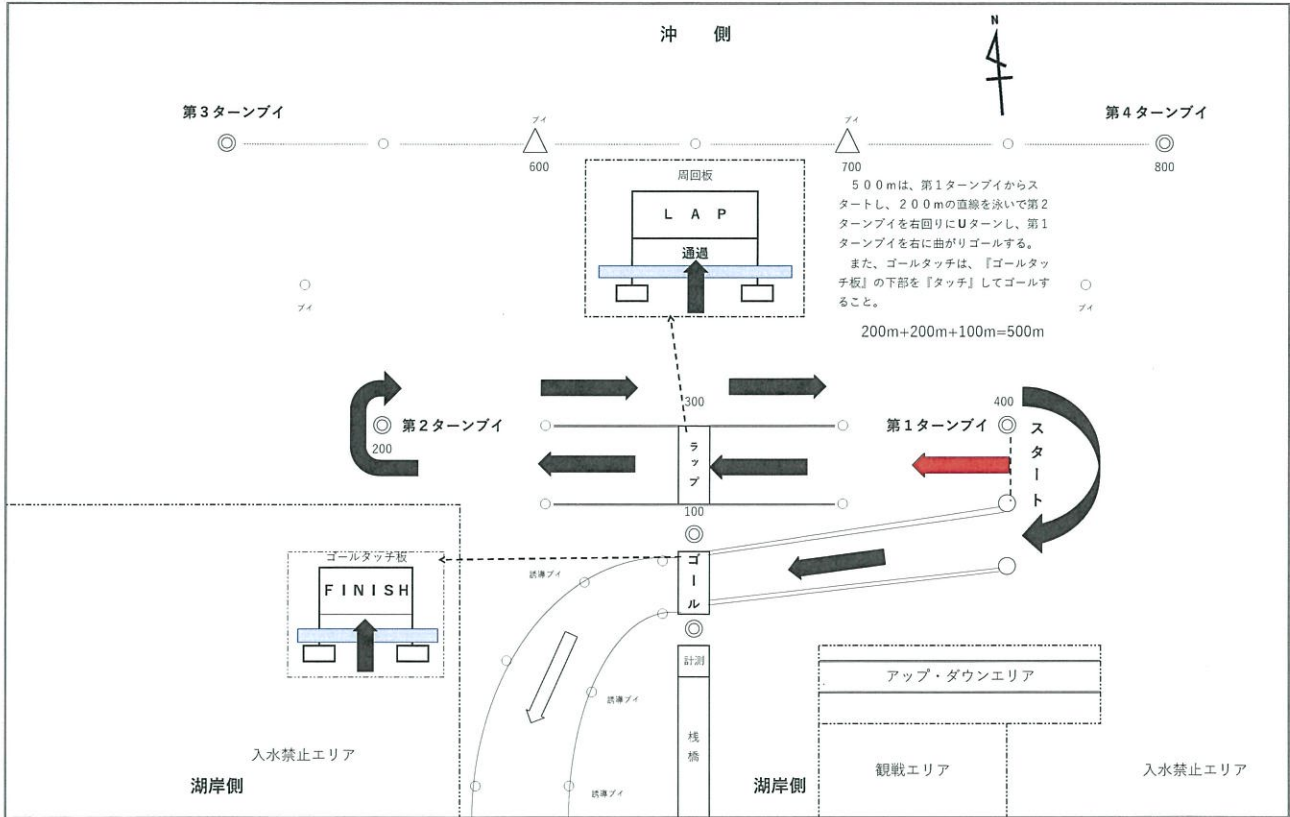 沖 側
N
第3ターンブイ
ブイ
ブイ
第4ターンブイ
600
700
800
周回板
LAP
通過
500mは、第1ターンブイからス
タートし、200mの直線を泳いで第2
ターンブイを右回りにUターンし、第1
ターンブイを右に曲がりゴールする。
また、ゴールタッチは、『ゴールタッ
チ板』の下部を『タッチ』してゴールす
ること。
200m+200m+100m=500m
ブイ
ブイ
300
400
第2ターンブイ
200
第1ターンブイ
スタート
ラップ
100
ゴール
ゴールタッチ板
FINISH
誘導ブイ
誘導ブイ
誘導ブイ
計測
桟橋
アップ・ダウンエリア
観戦エリア
入水禁止エリア
入水禁止エリア
湖岸側
湖岸側